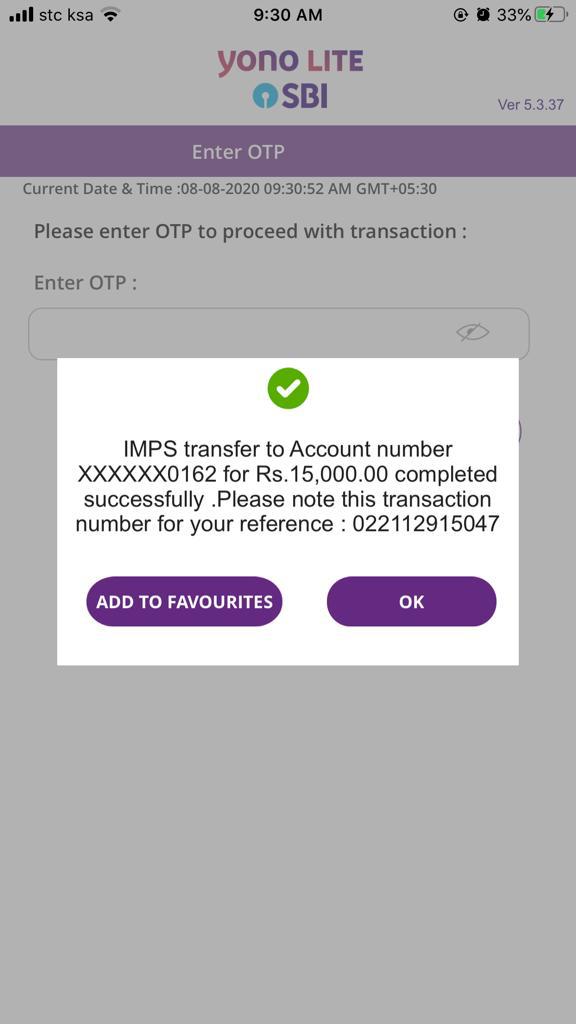 stc ksa
9:30 AM
33%
yono LITE
SBI
Ver 5.3.37
Enter OTP
Current Date & Time :08-08-2020 09:30:52 AM GMT+05:30
Please enter OTP to proceed with transaction :
Enter OTP :
IMPS transfer to Account number
XXXXXX0162 for Rs.15,000.00 completed
successfully .Please note this transaction
number for your reference : 022112915047
ADD TO FAVOURITES
OK